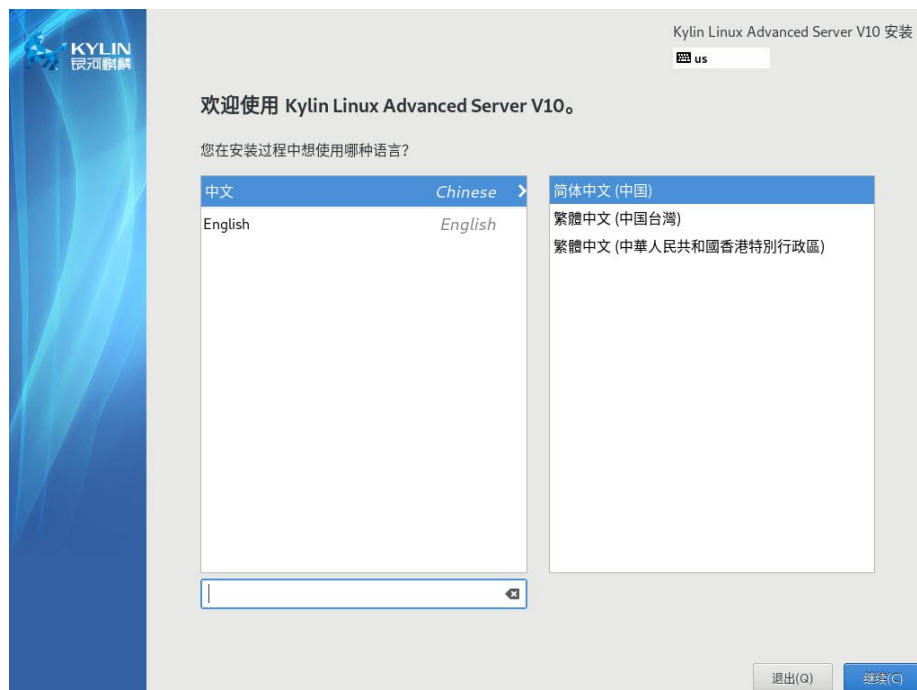 KYLIN
银河麒麟
Kylin Linux Advanced Server V10 安装
us
欢迎使用 Kylin Linux Advanced Server V10。
您在安装过程中想使用哪种语言?
中文 Chinese
English English
简体中文 (中国)
繁體中文 (中国台灣)
繁體中文 (中華人民共和國香港特別行政區)
退出(Q)
继续(C)